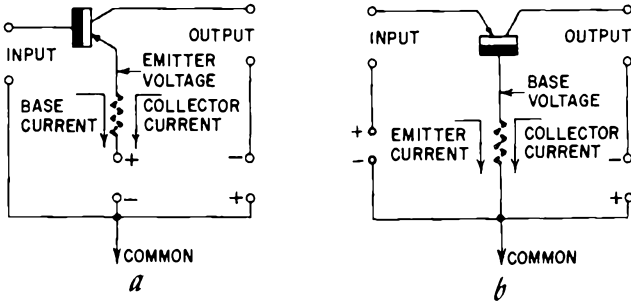 INPUT
OUTPUT
EMITTER
VOLTAGE
BASE
CURRENT
COLLECTOR
CURRENT
+
-
-
+
COMMON
a
INPUT
OUTPUT
BASE
VOLTAGE
+
-
EMITTER
CURRENT
COLLECTOR
CURRENT
-
+
COMMON
b